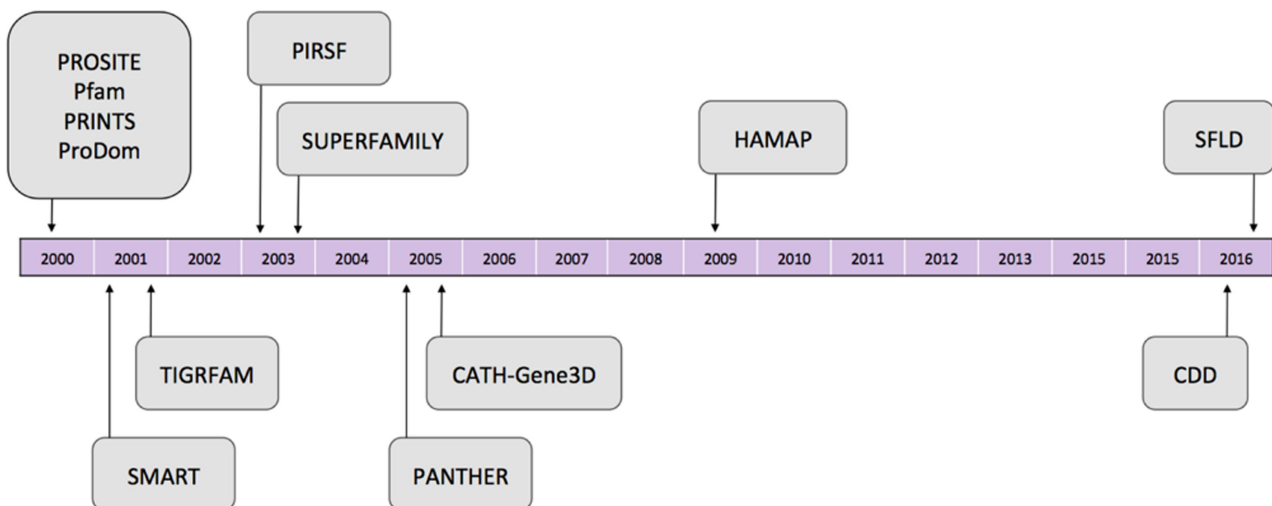 PROSITE
Pfam
PRINTS
ProDom
PIRSF
SUPERFAMILY
HAMAP
SFLD
2000 2001 2002 2003 2004 2005 2006 2007 2008 2009 2010 2011 2012 2013 2015 2015 2016
TIGRFAM
CATH-Gene3D
CDD
SMART
PANTHER